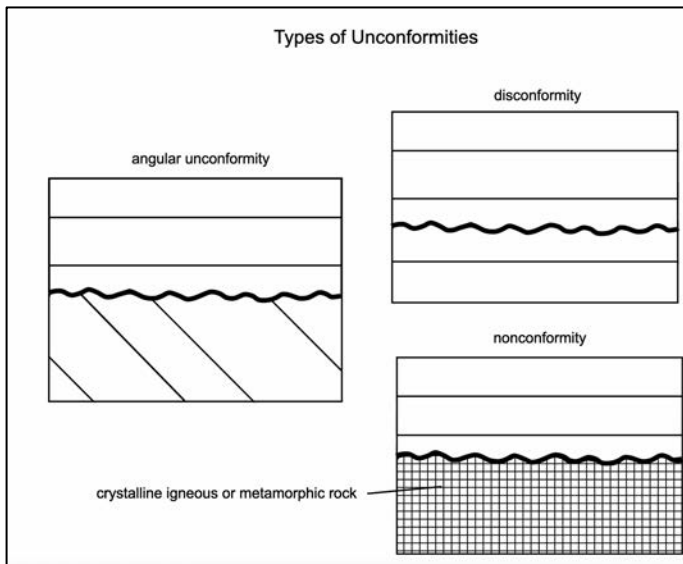 Types of Unconformities
disconformity
angular unconformity
nonconformity
crystalline igneous or metamorphic rock